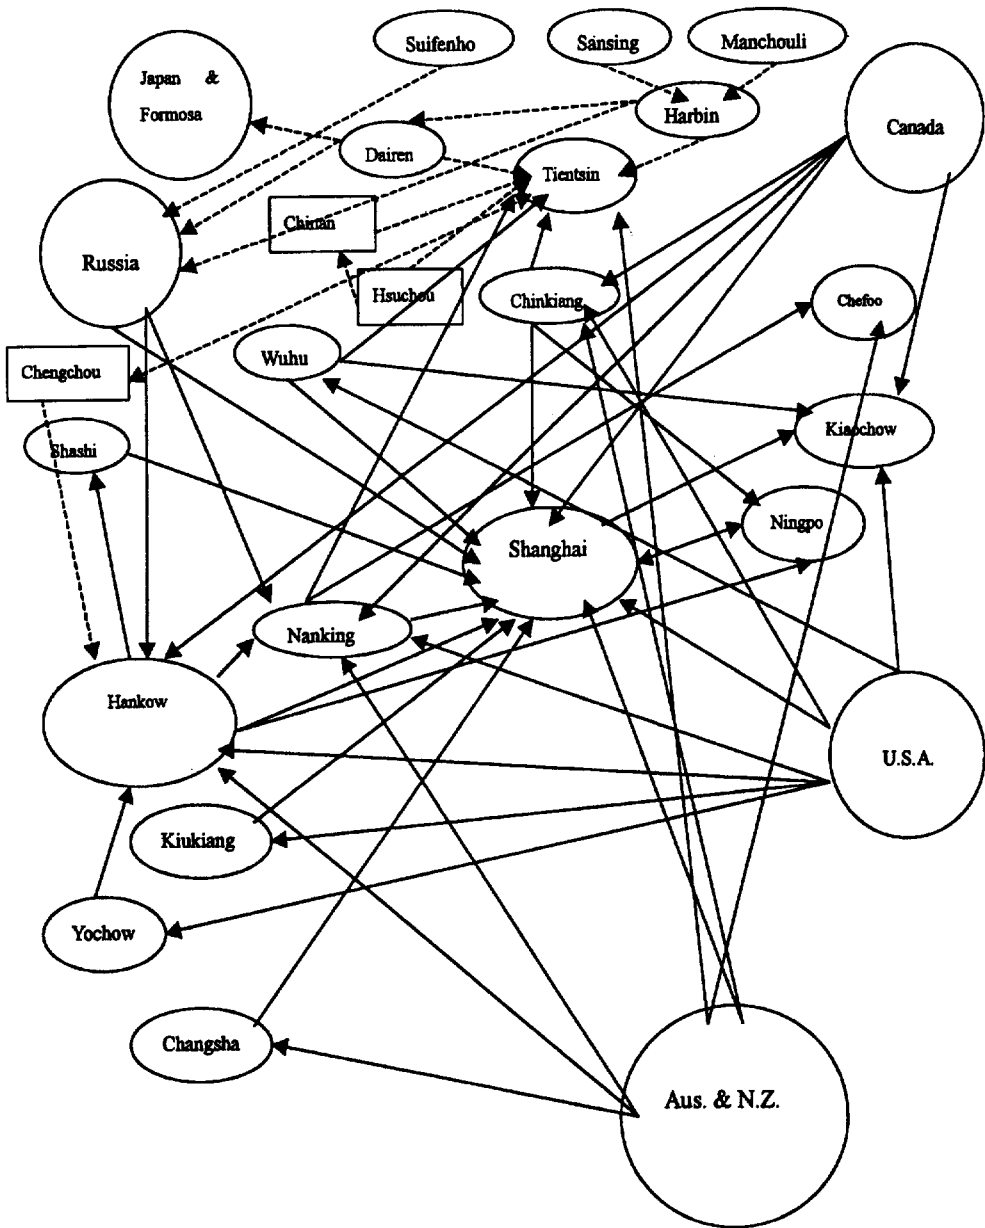 Suifenho
Sansing
Manchouli
Japan &
Formosa
Harbin
Canada
Dairen
Tientsin
Chinan
Russia
Hsuchou
Chinkiang
Chefoo
Wuhu
Chengchou
Kiaochow
Shashi
Ningpo
Shanghai
Nanking
Hankow
U.S.A.
Kiukiang
Yochow
Changsha
Aus. & N.Z.